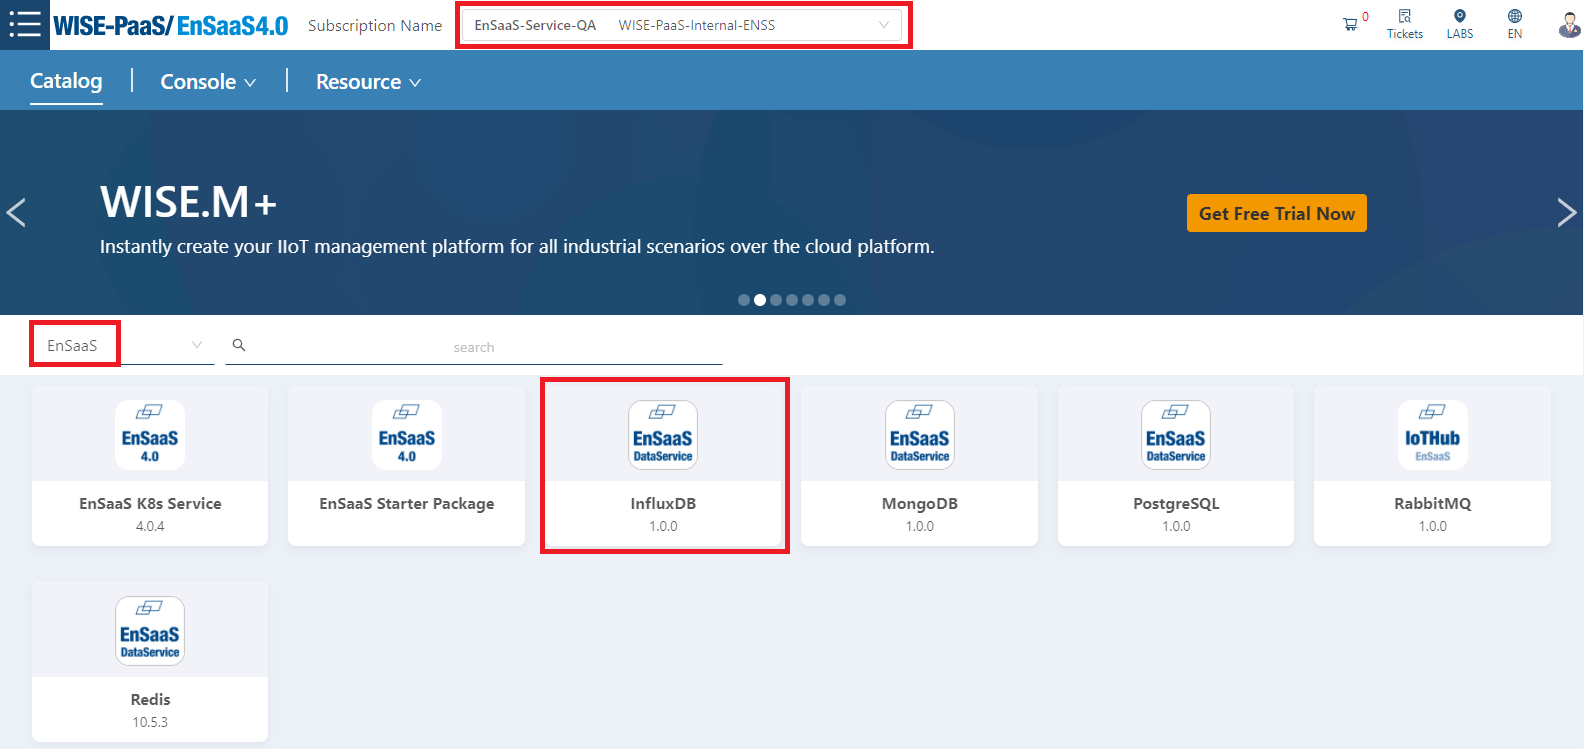 WISE-PaaS/ EnSaaS4.0 Subscription Name EnSaaS-Service-QA WISE-PaaS-Internal-ENSS 0 Tickets LABS EN
Catalog Console Resource
WISE.M+
Instantly create your IIoT management platform for all industrial scenarios over the cloud platform.
Get Free Trial Now
EnSaaS search
EnSaaS 4.0
EnSaaS K8s Service
4.0.4
EnSaaS 4.0
EnSaaS Starter Package
EnSaaS DataService
InfluxDB
1.0.0
EnSaaS DataService
MongoDB
1.0.0
EnSaaS DataService
PostgreSQL
1.0.0
IoTHub EnSaaS
RabbitMQ
1.0.0
EnSaaS DataService
Redis
10.5.3